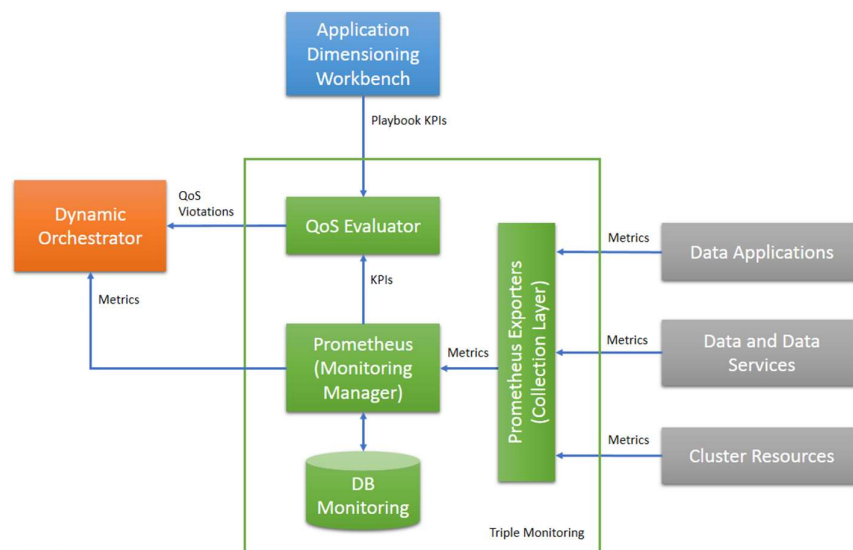 Application
Dimensioning
Workbench
Playbook KPIs
QoS
Viotations
Dynamic
Orchestrator
QoS Evaluator
Metrics
Data Applications
KPIs
Metrics
Prometheus
(Monitoring
Manager)
Metrics
Prometheus Exporters
(Collection Layer)
Metrics
Data and Data
Services
Metrics
Cluster Resources
DB
Monitoring
Triple Monitoring